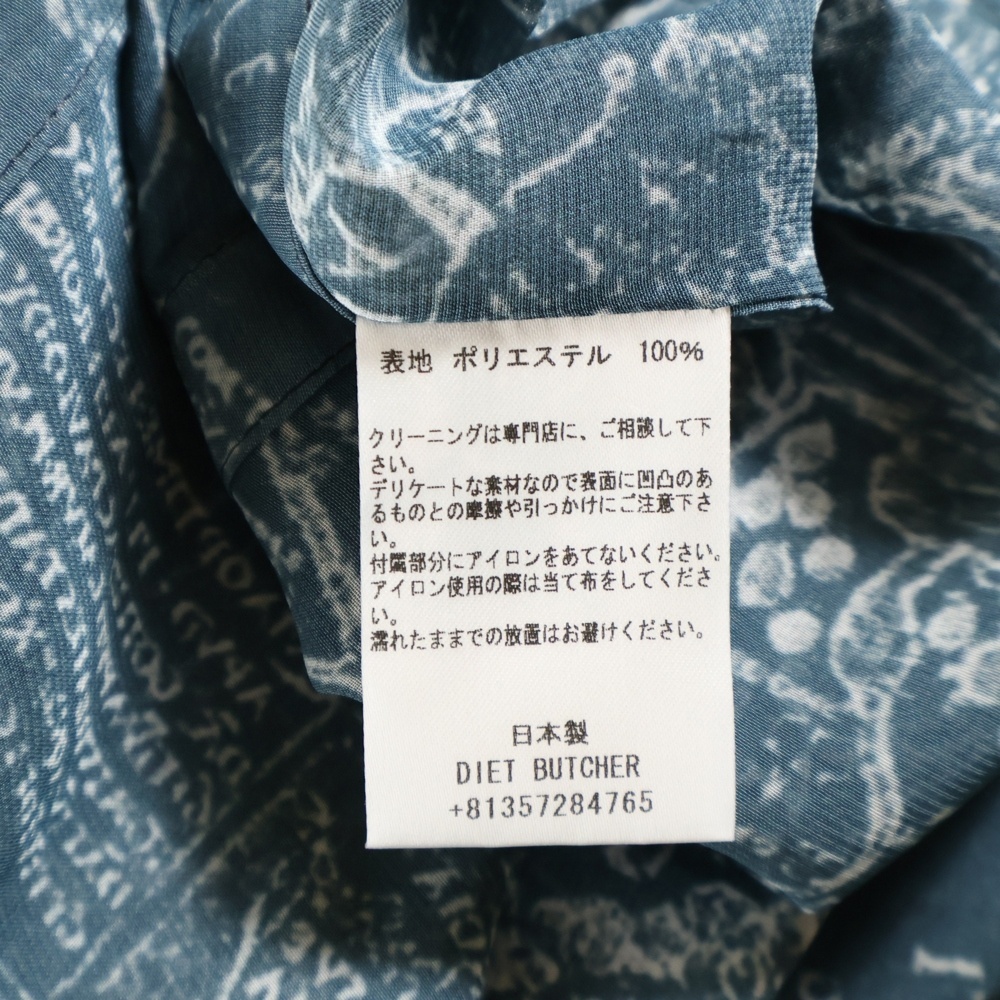 表地 ポリエステル 100%
クリーニングは専門店に、ご相談して下
さい。
デリケートな素材なので表面に凹凸のあ
るものとの摩擦や引っかけにご注意下さ
い。
付属部分にアイロンをあてないください。
アイロン使用の際は当て布をしてくださ
い。
濡れたままでの放置はお避けください。
日本製
DIET BUTCHER
+81357284765